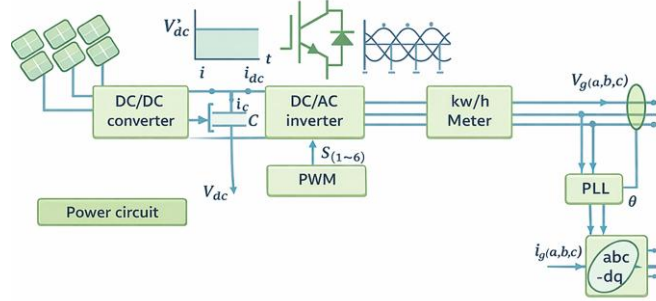 V'dc
t
i
idc
DC/DC
converter
ic
C
DC/AC
inverter
kw/h
Meter
Vg(a,b,c)
S(1~6)
PWM
Vdc
Power circuit
PLL
θ
ig(a,b,c)
abc
-dq